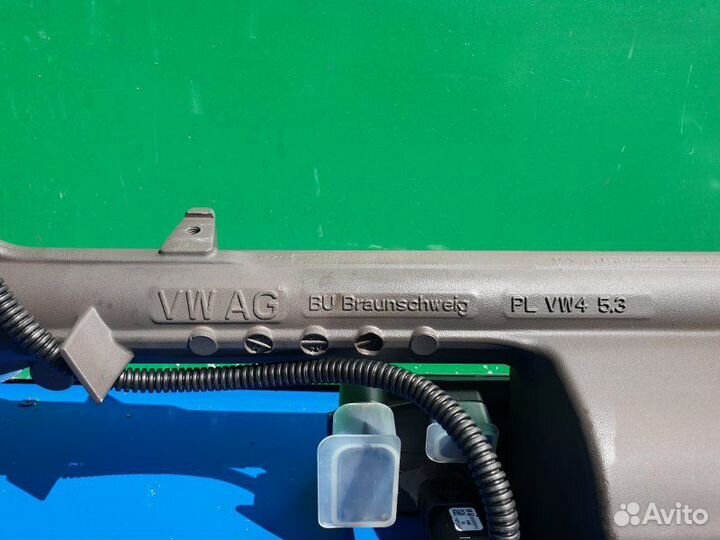 VW AG BU Braunschweig PL VW4 5.3
Avito